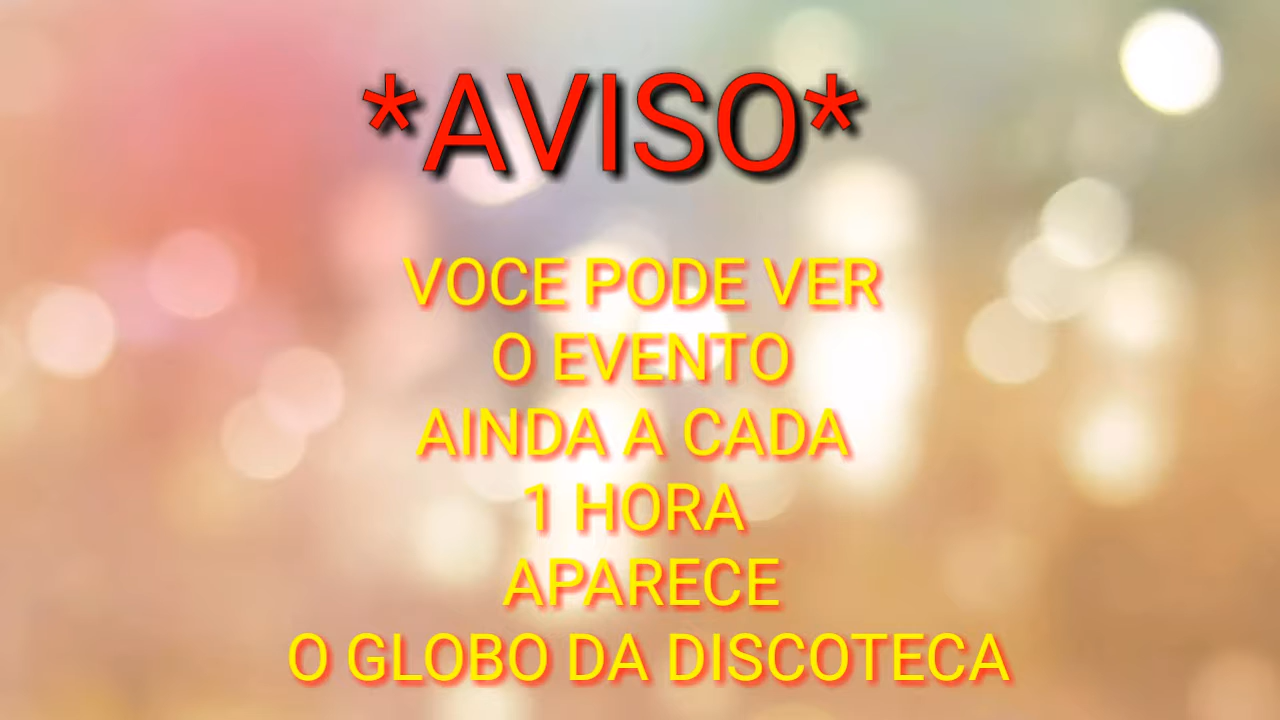 *AVISO*
VOCE PODE VER
O EVENTO
AINDA A CADA
1 HORA
APARECE
O GLOBO DA DISCOTECA